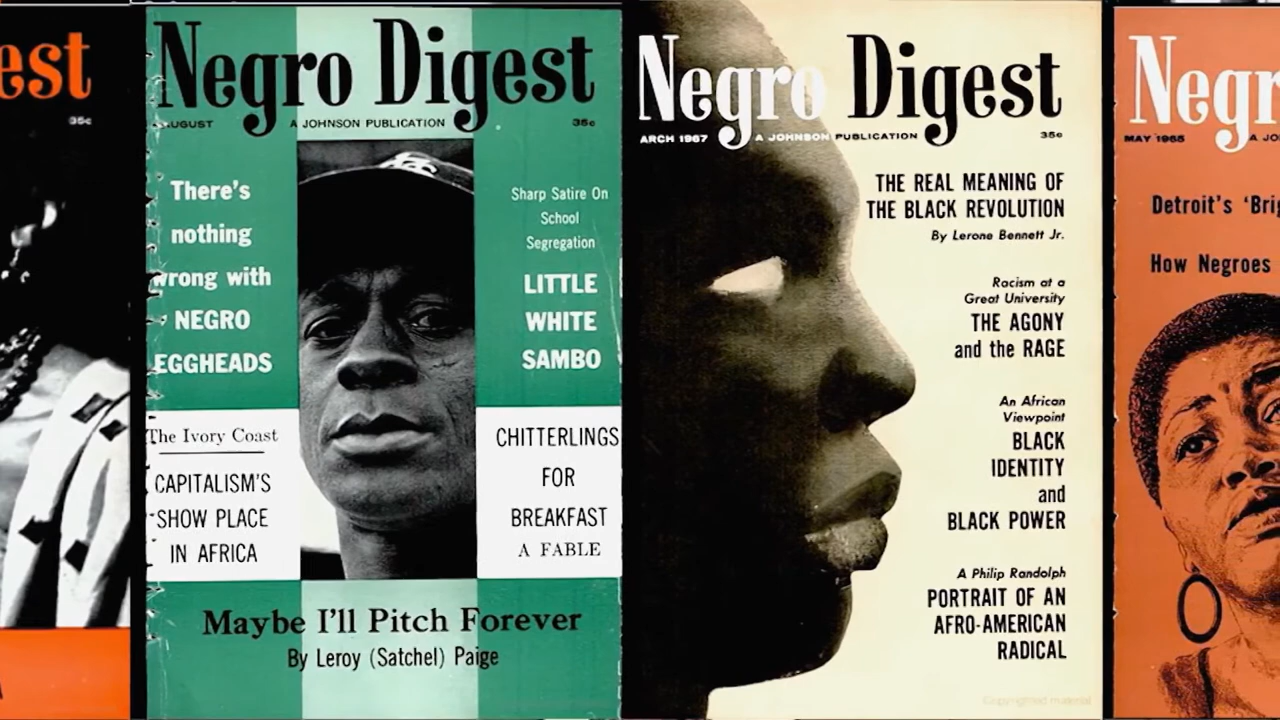 est
35c
Negro Digest
AUGUST
A JOHNSON PUBLICATION
35c
There's
nothing
wrong with
NEGRO
EGGHEADS
Sharp Satire On
School
Segregation
LITTLE
WHITE
SAMBO
The Ivory Coast
CAPITALISM'S
SHOW PLACE
IN AFRICA
CHITTERLINGS
FOR
BREAKFAST
A FABLE
Maybe I'll Pitch Forever
By Leroy (Satchel) Paige
Negro Digest
ARCH 1967
A JOHNSON PUBLICATION
35c
THE REAL MEANING OF
THE BLACK REVOLUTION
By Lerone Bennett Jr.
Racism at a
Great University
THE AGONY
and the RAGE
An African
Viewpoint
BLACK
IDENTITY
and
BLACK POWER
A Philip Randolph
PORTRAIT OF AN
AFRO-AMERICAN
RADICAL
Copyrighted material
Negr
MAY 1965
A JO
Detroit's 'Bri
How Negroes